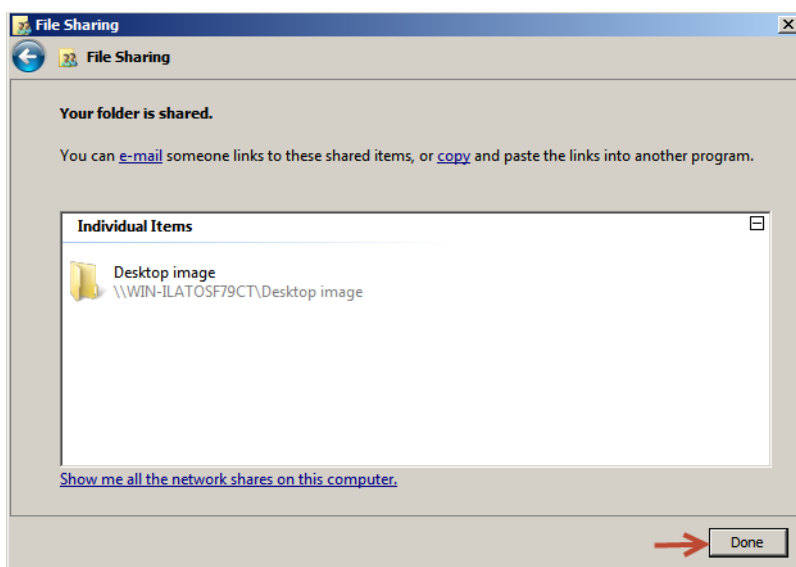 File Sharing
File Sharing
Your folder is shared.
You can e-mail someone links to these shared items, or copy and paste the links into another program.
Individual Items
Desktop image
\\WIN-ILATOSF79CT\Desktop image
Show me all the network shares on this computer.
Done